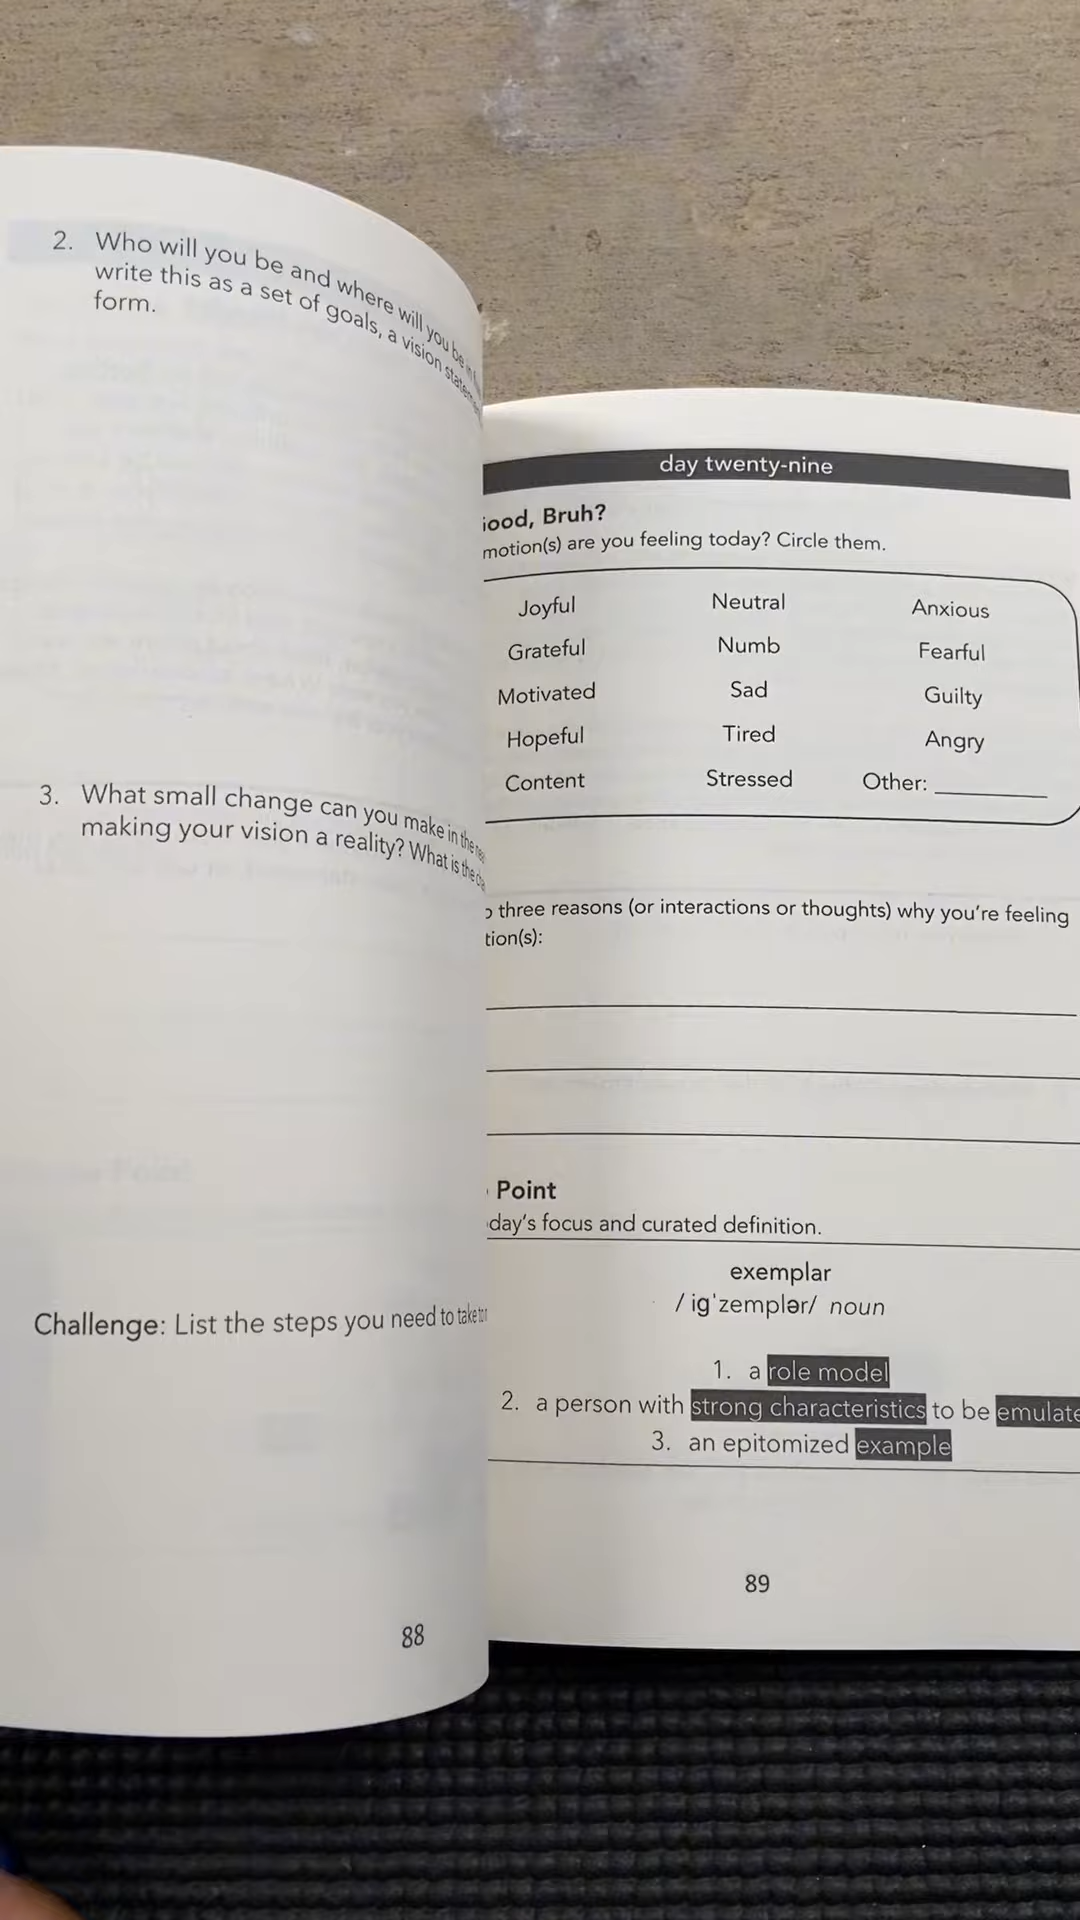 2. Who will you be and where will you be in
write this as a set of goals, a vision
form.
3. What small change can you make in the
making your vision a reality? What is the
Challenge: List the steps you need to take
88
day twenty-nine
ood, Bruh?
motion(s) are you feeling today? Circle them.
Joyful Neutral Anxious
Grateful Numb Fearful
Motivated Sad Guilty
Hopeful Tired Angry
Content Stressed Other:
three reasons (or interactions or thoughts) why you're feeling
tion(s):
Point
day's focus and curated definition.
exemplar
/ igˈzemplər/ noun
1. a role model
2. a person with strong characteristics to be emulate
3. an epitomized example
89